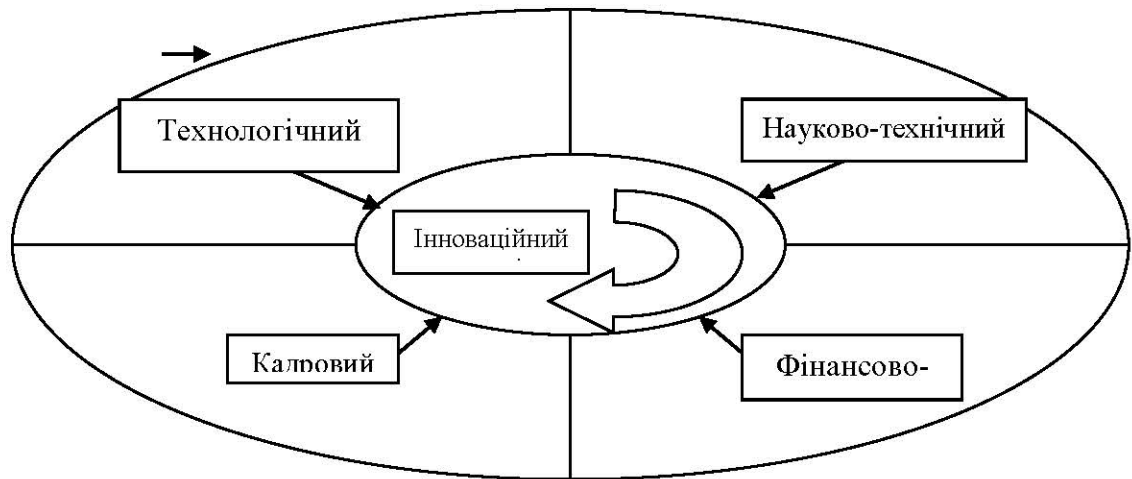 Технологічний
Науково-технічний
Інноваційний
Кадровий
Фінансово-